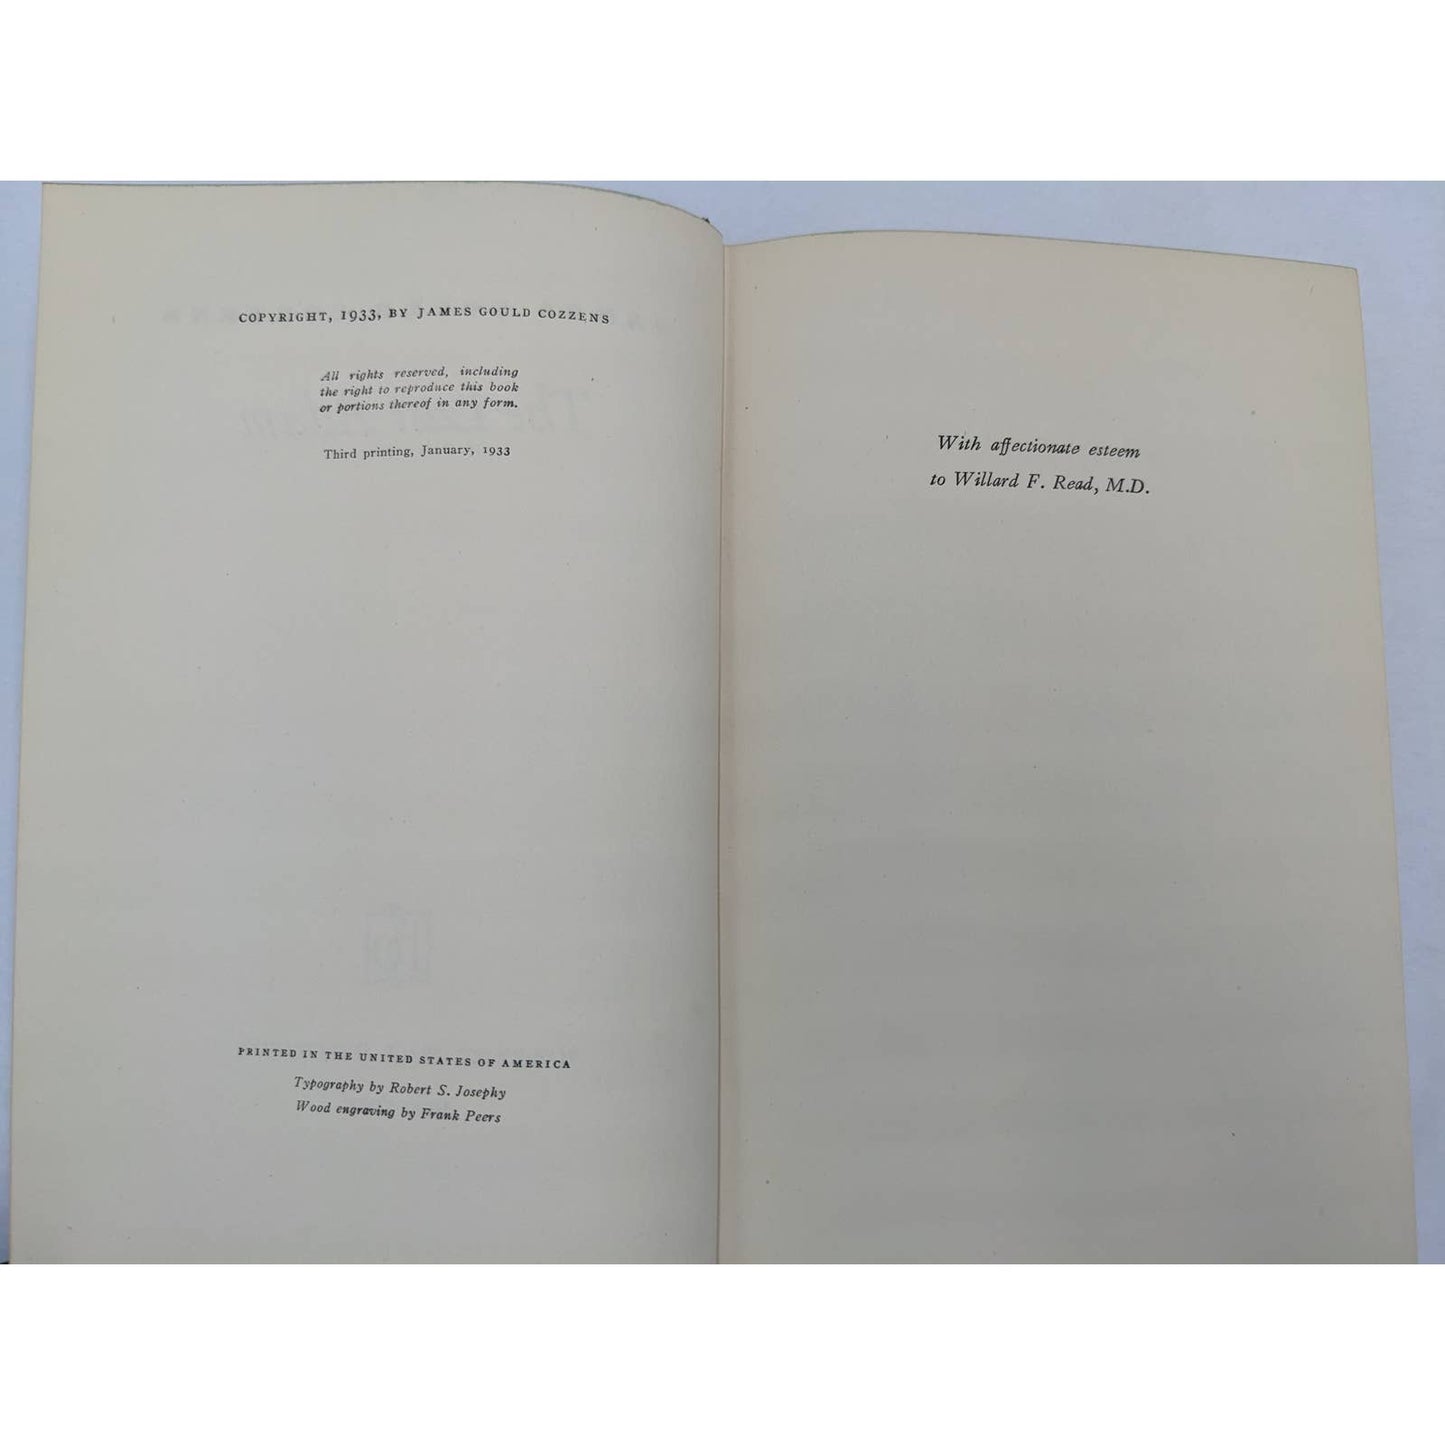 COPYRIGHT, 1933, BY JAMES GOULD COZZENS
All rights reserved, including
the right to reproduce this book
or portions thereof in any form.
Third printing, January, 1933
PRINTED IN THE UNITED STATES OF AMERICA
Typography by Robert S. Josephy
Wood engraving by Frank Peers
With affectionate esteem
to Willard F. Read, M.D.